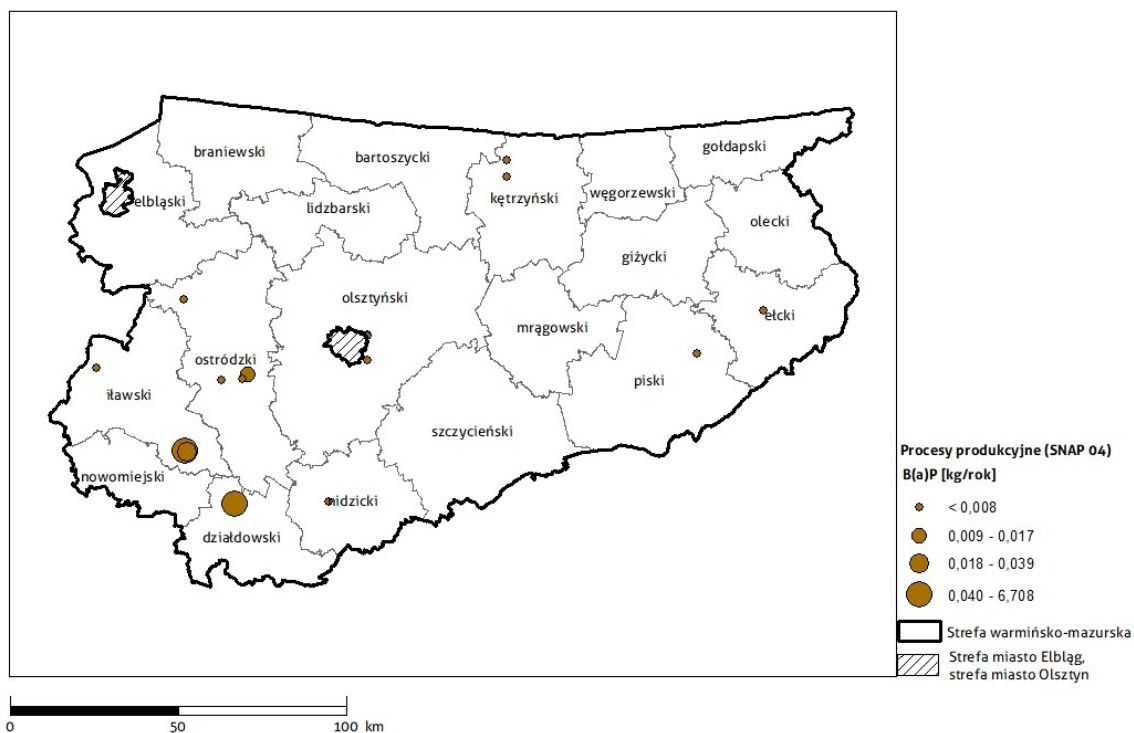 braniewski
bartoszycki
gołdapski
kętrzyński
węgorzewski
elbląski
lidzbarski
olecki
giżycki
olsztyński
mrągowski
ełcki
ostródzki
piski
iławski
szczycieński
nowomiejski
nidzicki
działdowski
Procesy produkcyjne (SNAP 04)
B(a)P [kg/rok]
< 0,008
0,009 - 0,017
0,018 - 0,039
0,040 - 6,708
Strefa warmińsko-mazurska
Strefa miasto Elbląg,
strefa miasto Olsztyn
0 50 100 km